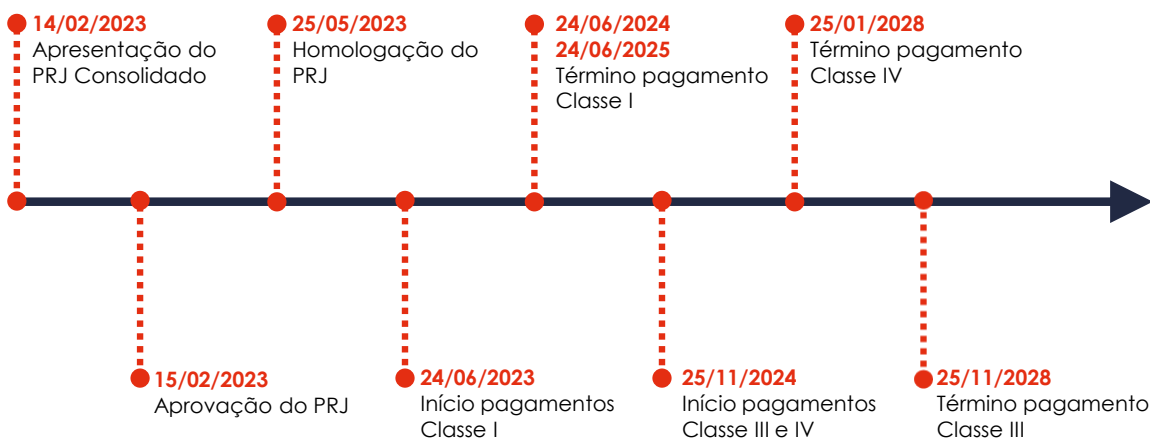 14/02/2023
Apresentação do
PRJ Consolidado
25/05/2023
Homologação do
PRJ
24/06/2024
24/06/2025
Término pagamento
Classe I
25/01/2028
Término pagamento
Classe IV
15/02/2023
Aprovação do PRJ
24/06/2023
Início pagamentos
Classe I
25/11/2024
Início pagamentos
Classe III e IV
25/11/2028
Término pagamento
Classe III